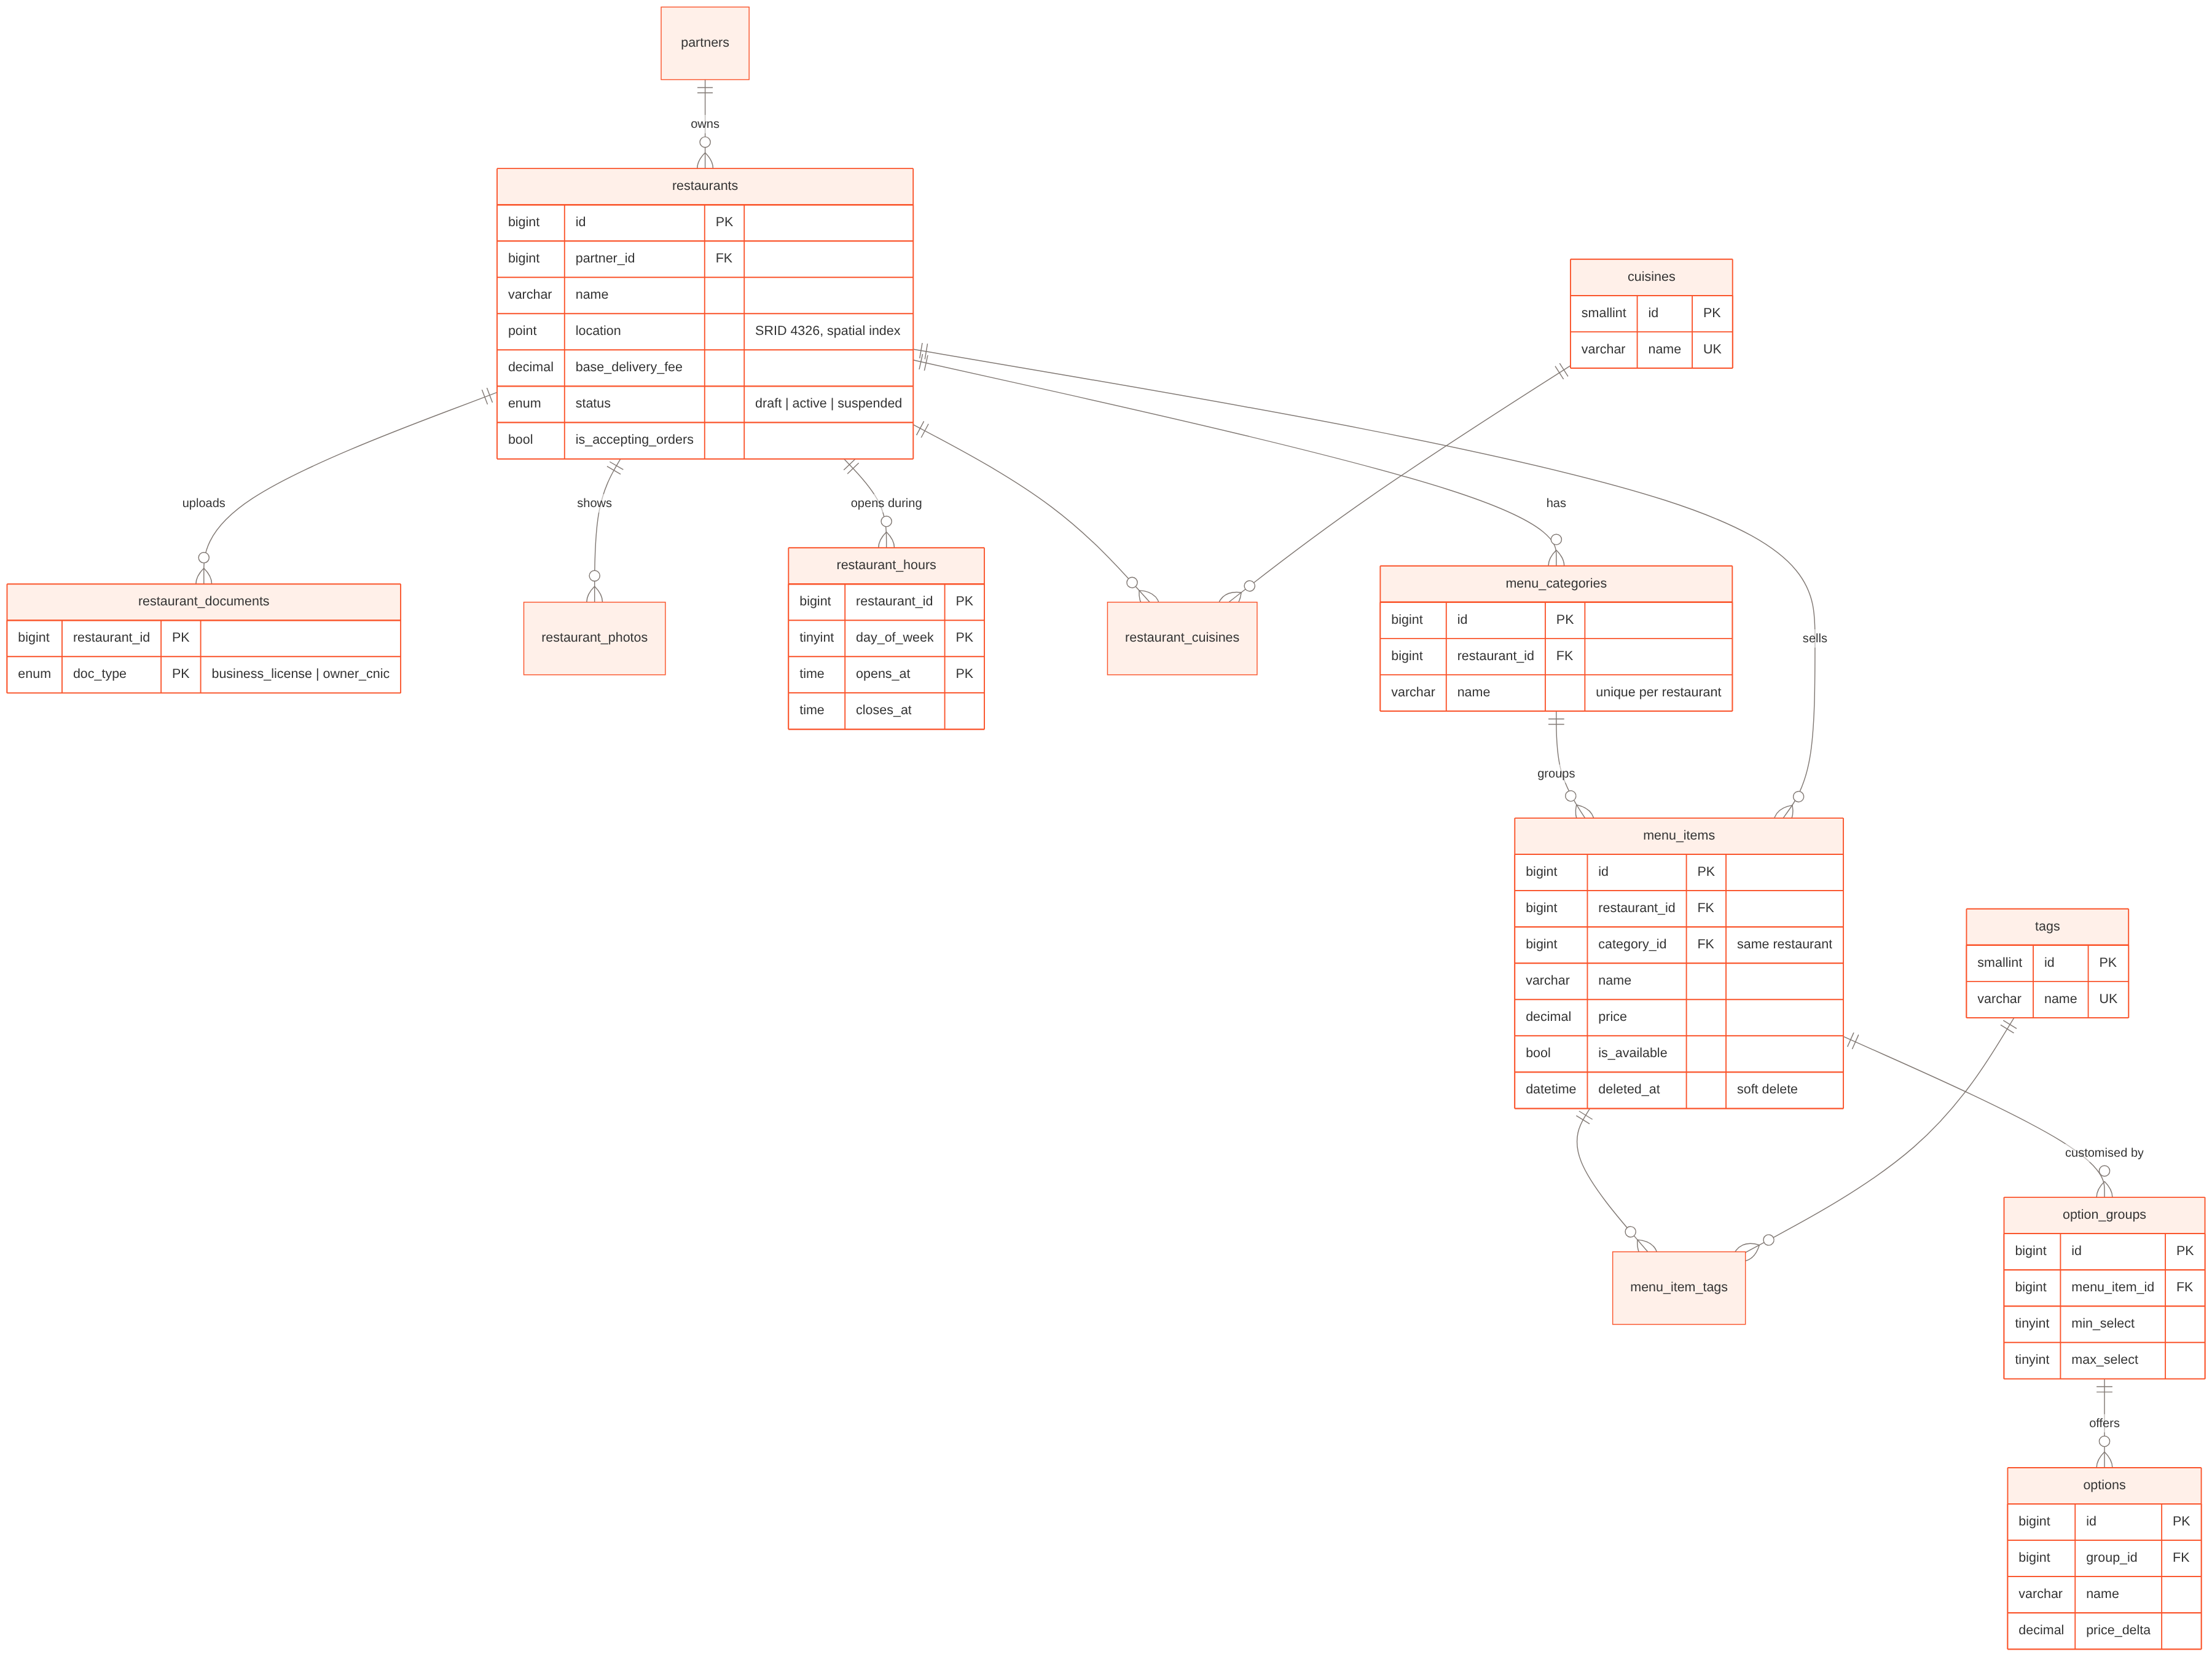 partners
owns
restaurants
bigint id PK
bigint partner_id FK
varchar name
point location SRID 4326, spatial index
decimal base_delivery_fee
enum status draft | active | suspended
bool is_accepting_orders
cuisines
smallint id PK
varchar name UK
uploads
shows
opens during
has
sells
restaurant_documents
bigint restaurant_id PK
enum doc_type PK business_license | owner_cnic
restaurant_photos
restaurant_hours
bigint restaurant_id PK
tinyint day_of_week PK
time opens_at PK
time closes_at
restaurant_cuisines
menu_categories
bigint id PK
bigint restaurant_id FK
varchar name unique per restaurant
groups
menu_items
bigint id PK
bigint restaurant_id FK
bigint category_id FK same restaurant
varchar name
decimal price
bool is_available
datetime deleted_at soft delete
tags
smallint id PK
varchar name UK
customised by
menu_item_tags
option_groups
bigint id PK
bigint menu_item_id FK
tinyint min_select
tinyint max_select
offers
options
bigint id PK
bigint group_id FK
varchar name
decimal price_delta